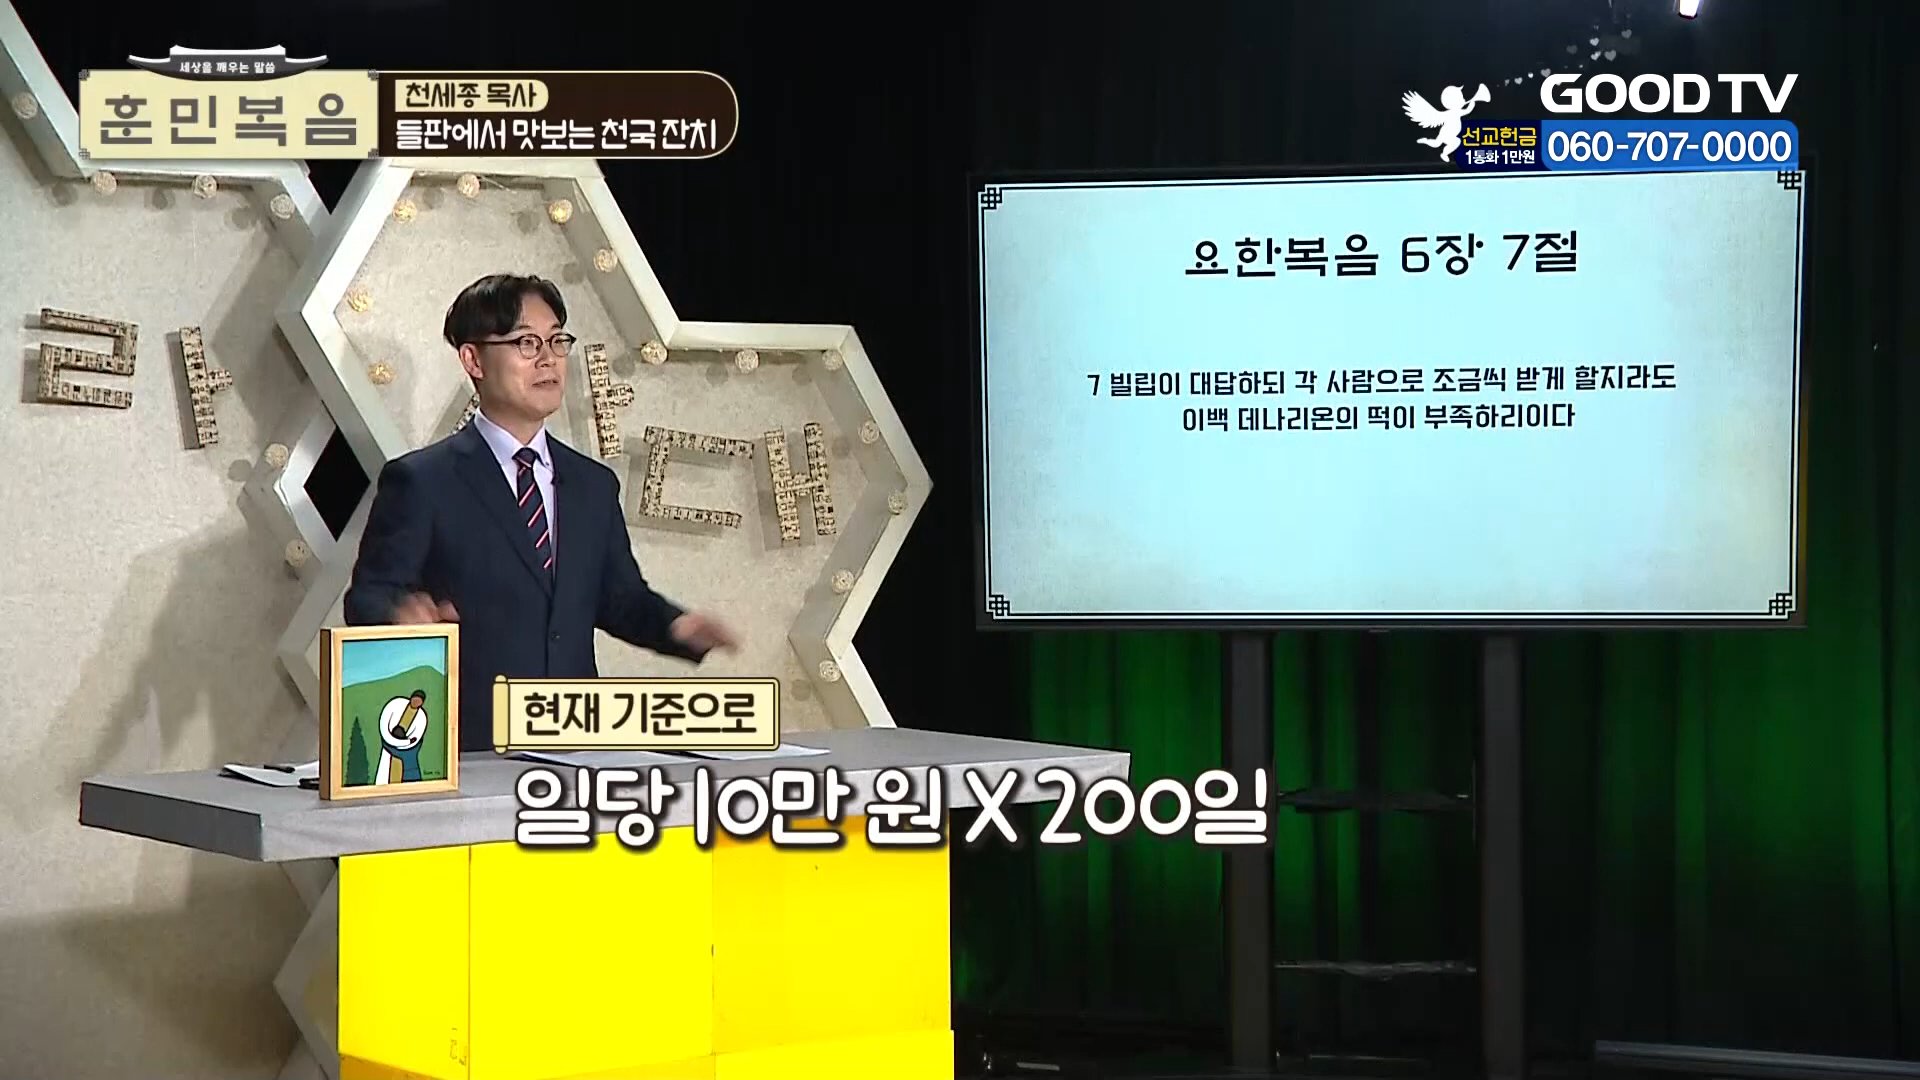 세상을 깨우는 말씀
훈민복음
천세종 목사
들판에서 맛보는 천국 잔치
GOOD TV
선교헌금
1통화 1만원
060-707-0000
요한복음 6장 7절
7 빌립이 대답하되 각 사람으로 조금씩 받게 할지라도
이백 데나리온의 떡이 부족하리이다
현재 기준으로
일당 10만 원 X 200일